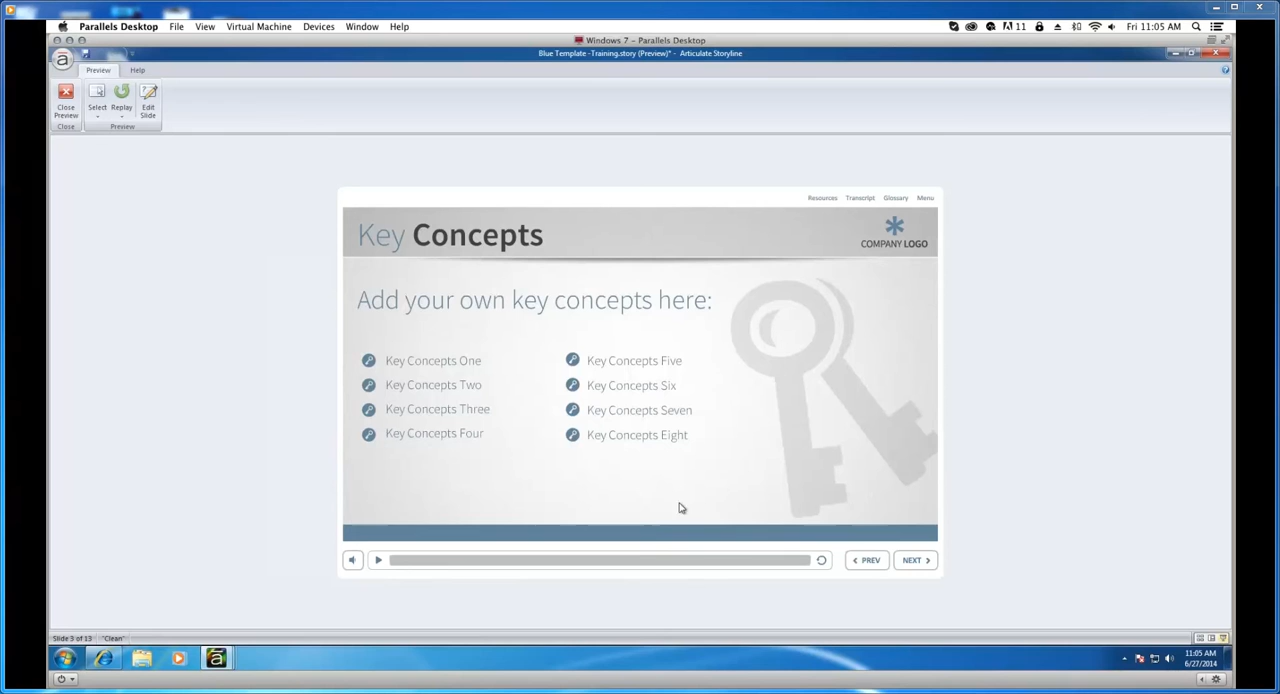 Parallels Desktop File View Virtual Machine Devices Window Help
11 Fri 11:05 AM
Windows 7 - Parallels Desktop
Blue Template -Training.story (Preview)* - Articulate Storyline
Preview Help
Close Preview
Select
Replay
Edit Slide
Close
Preview
Resources Transcript Glossary Menu
Key Concepts
COMPANY LOGO
Add your own key concepts here:
Key Concepts One
Key Concepts Two
Key Concepts Three
Key Concepts Four
Key Concepts Five
Key Concepts Six
Key Concepts Seven
Key Concepts Eight
PREV
NEXT
Slide 3 of 13 "Clean"
11:05 AM
6/27/2014